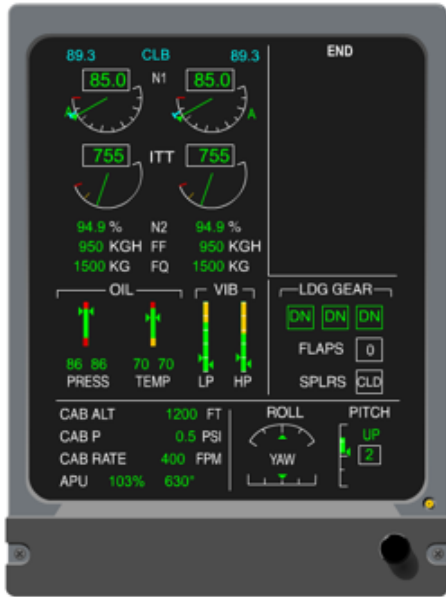 89.3 CLB 89.3 END
85.0 N1 85.0
A A
755 ITT 755
94.9 % N2 94.9 %
950 KGH FF 950 KGH
1500 KG FQ 1500 KG
OIL VIB LDG GEAR
DN DN DN
FLAPS 0
86 86 70 70
PRESS TEMP LP HP SPLRS CLD
CAB ALT 1200 FT ROLL PITCH
CAB P 0.5 PSI UP
CAB RATE 400 FPM YAW 2
APU 103% 630°